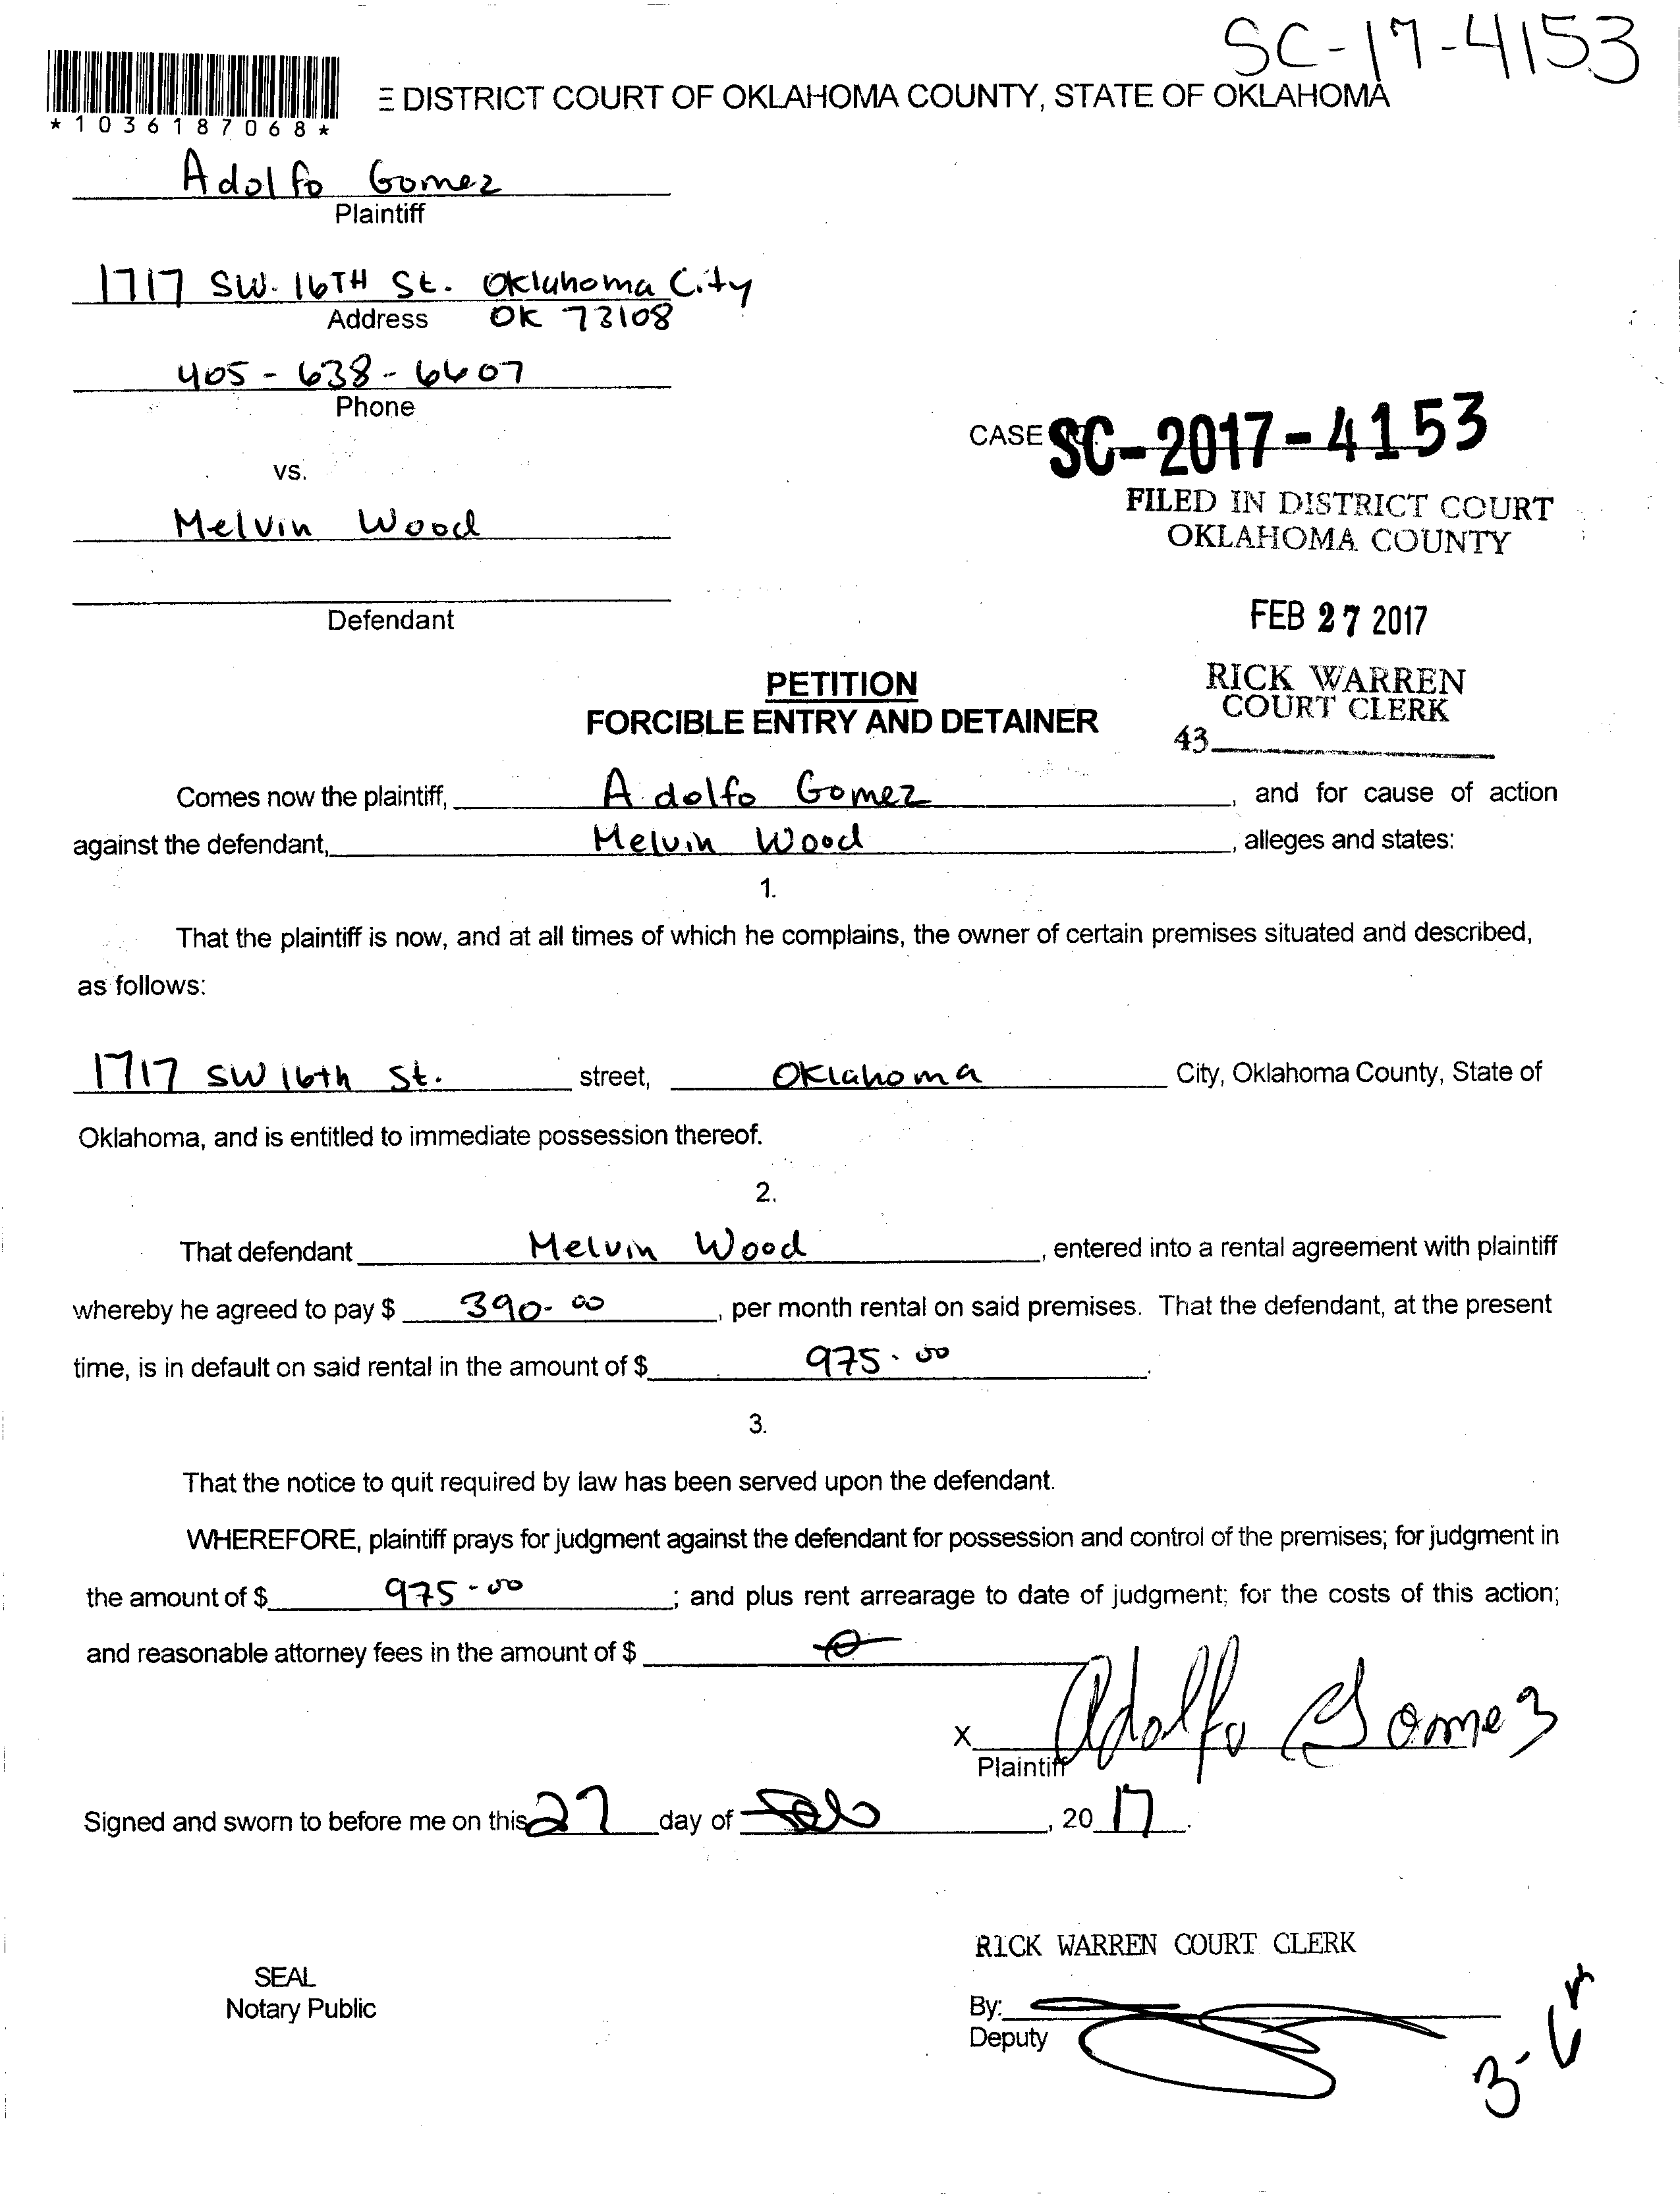 SC-17-4153
*1036187068*
E DISTRICT COURT OF OKLAHOMA COUNTY, STATE OF OKLAHOMA
Adolfo Gomez
Plaintiff
1717 SW. 16TH St. Oklahoma City
Address OK 73108
405-638-6607
Phone
CASE SC-2017-4153
vs.
FILED IN DISTRICT COURT
Melvin Wood
OKLAHOMA COUNTY
Defendant
FEB 27 2017
PETITION
RICK WARREN
FORCIBLE ENTRY AND DETAINER
COURT CLERK
43
Comes now the plaintiff, Adolfo Gomez, and for cause of action
against the defendant, Melvin Wood, alleges and states:
1.
That the plaintiff is now, and at all times of which he complains, the owner of certain premises situated and described,
as follows:
1717 SW 16th St. street, Oklahoma City, Oklahoma County, State of
Oklahoma, and is entitled to immediate possession thereof.
2.
That defendant Melvin Wood, entered into a rental agreement with plaintiff
whereby he agreed to pay $ 390.00, per month rental on said premises. That the defendant, at the present
time, is in default on said rental in the amount of $ 975.00.
3.
That the notice to quit required by law has been served upon the defendant.
WHEREFORE, plaintiff prays for judgment against the defendant for possession and control of the premises; for judgment in
the amount of $ 975-00; and plus rent arrearage to date of judgment; for the costs of this action;
and reasonable attorney fees in the amount of $ 0
X Adolfo Gomez
Plaintiff
Signed and sworn to before me on this 27 day of Feb, 2017.
RICK WARREN COURT CLERK
SEAL
Notary Public
By:
Deputy